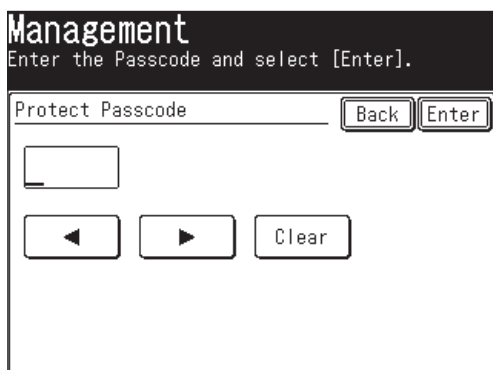 Management
Enter the Passcode and select [Enter].
Protect Passcode
Back
Enter
Clear